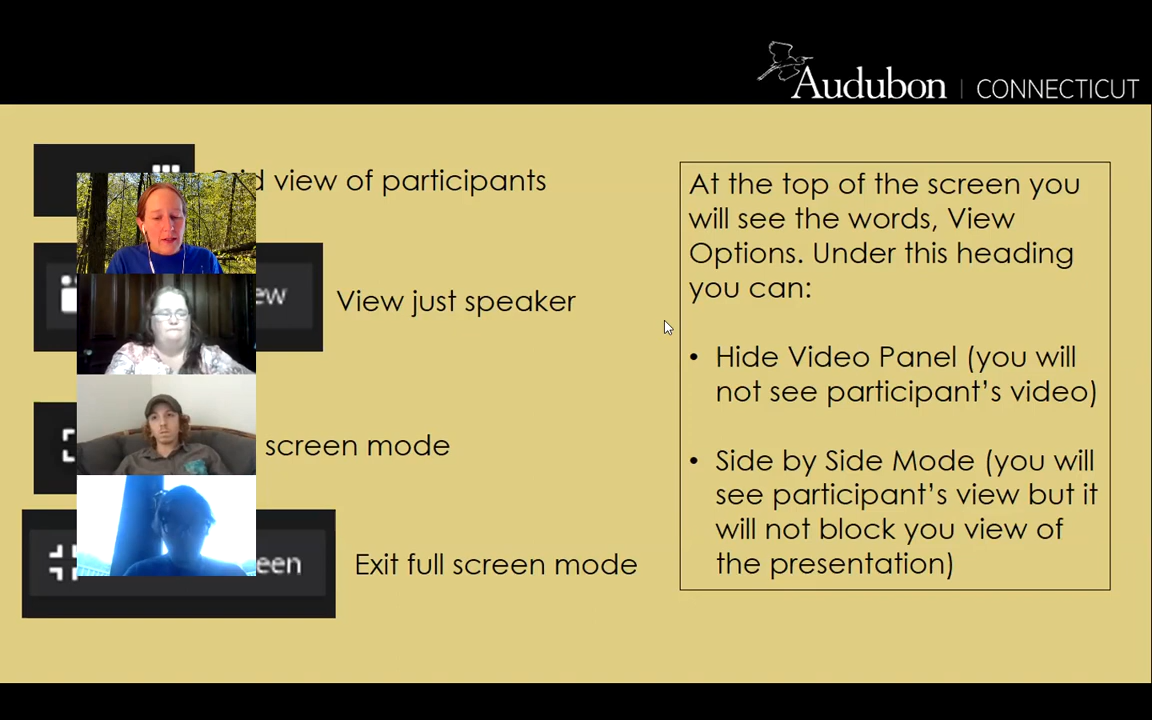 Audubon | CONNECTICUT
d view of participants
ew
View just speaker
screen mode
een
Exit full screen mode
At the top of the screen you
will see the words, View
Options. Under this heading
you can:
• Hide Video Panel (you will
not see participant’s video)
• Side by Side Mode (you will
see participant’s view but it
will not block you view of
the presentation)